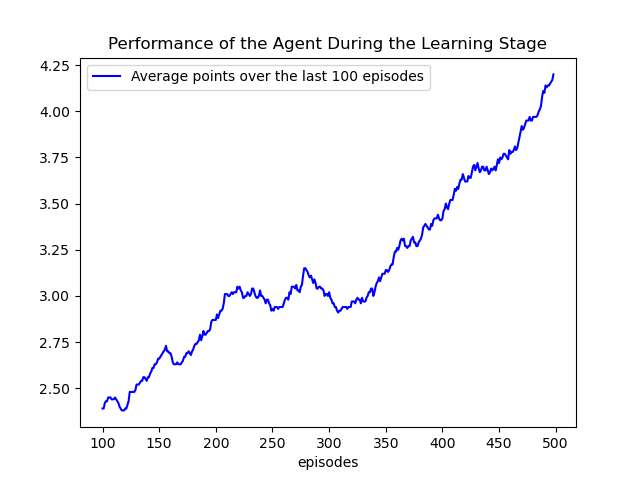 Performance of the Agent During the Learning Stage
Average points over the last 100 episodes
4.25
4.00
3.75
3.50
3.25
3.00
2.75
2.50
100 150 200 250 300 350 400 450 500
episodes